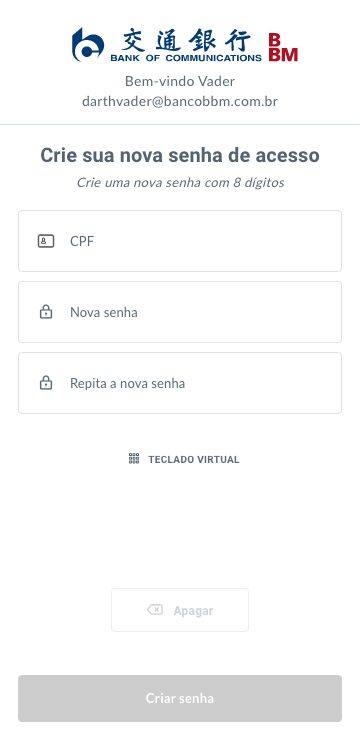 交通銀行
BANK OF COMMUNICATIONS
B
BM
Bem-vindo Vader
darthvader@bancobbm.com.br
Crie sua nova senha de acesso
Crie uma nova senha com 8 dígitos
CPF
Nova senha
Repita a nova senha
TECLADO VIRTUAL
Apagar
Criar senha